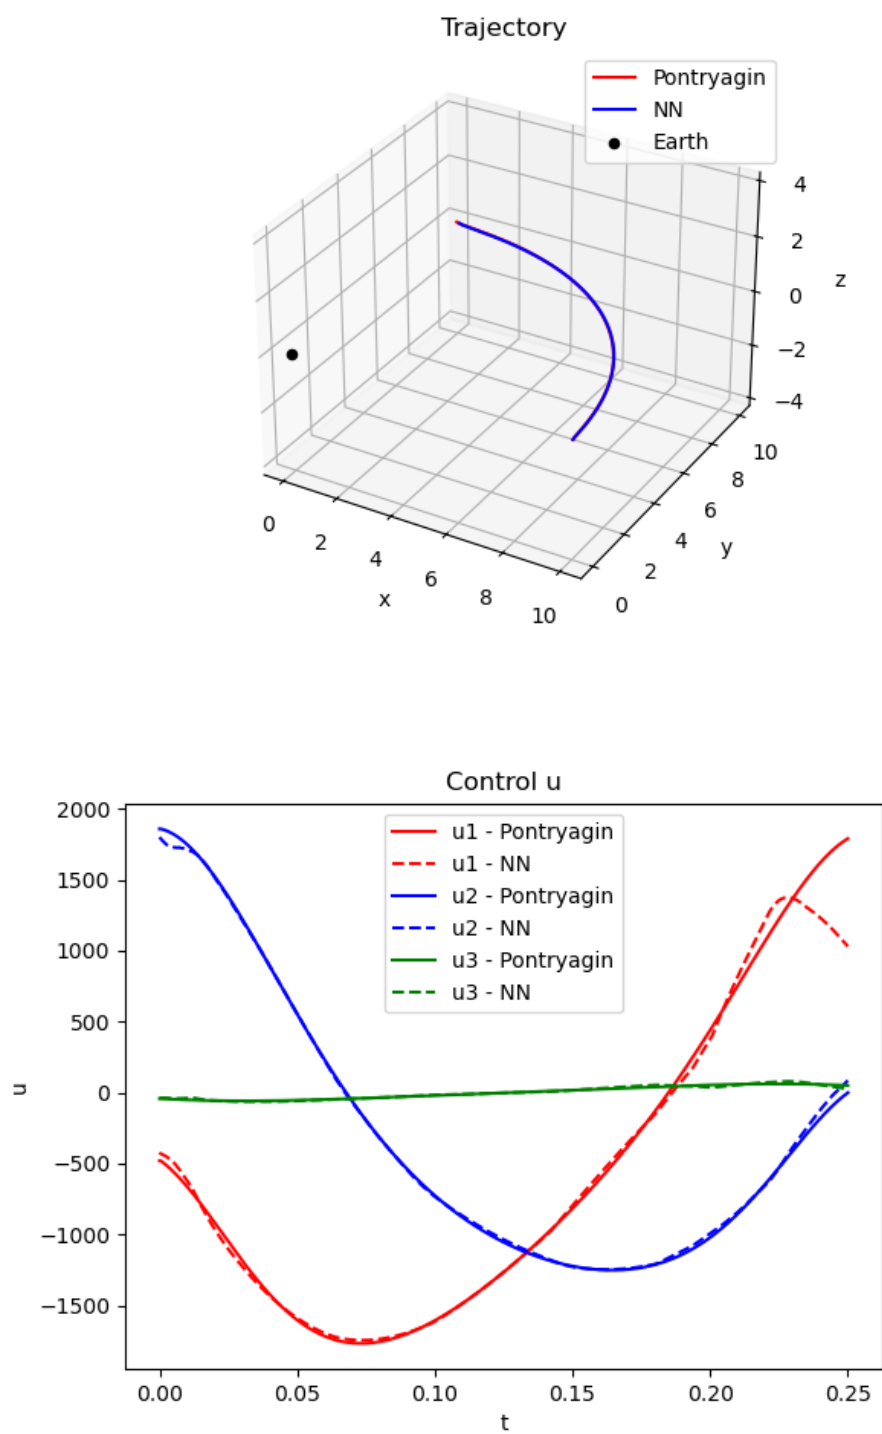 Trajectory
Pontryagin
NN
Earth
4
2
0
−2
−4
z
10
8
6
4
2
0
y
0
2
4
6
8
10
x
Control u
2000
1500
1000
500
0
−500
−1000
−1500
u
u1 - Pontryagin
u1 - NN
u2 - Pontryagin
u2 - NN
u3 - Pontryagin
u3 - NN
0.00 0.05 0.10 0.15 0.20 0.25
t